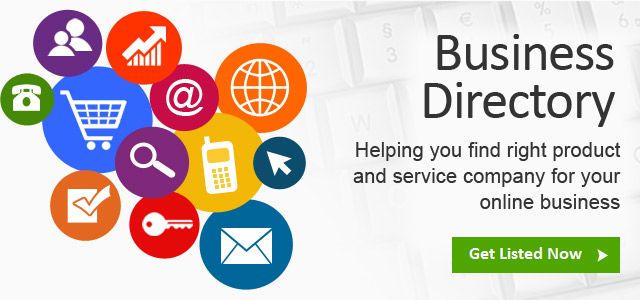 Business
Directory
Helping you find right product
and service company for your
online business
Get Listed Now
@